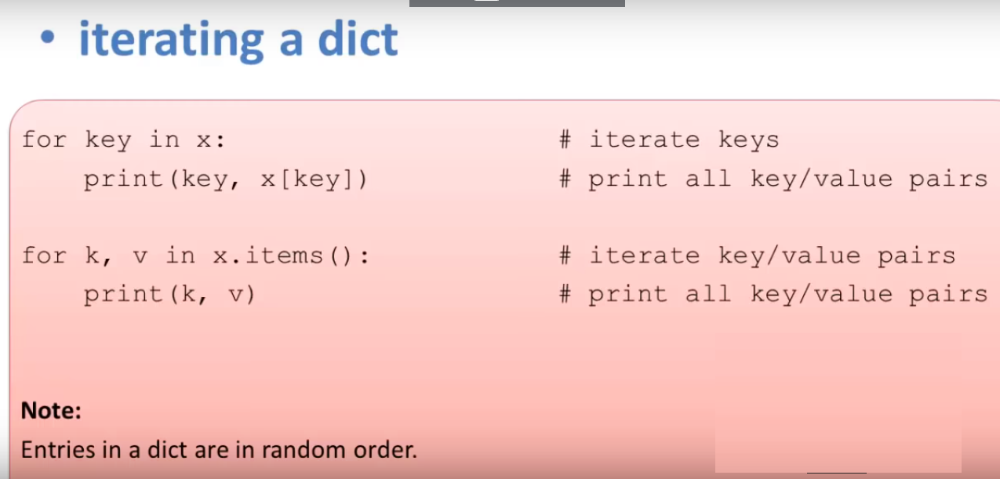 • iterating a dict
for key in x: # iterate keys
    print(key, x[key]) # print all key/value pairs
for k, v in x.items(): # iterate key/value pairs
    print(k, v) # print all key/value pairs
Note:
Entries in a dict are in random order.